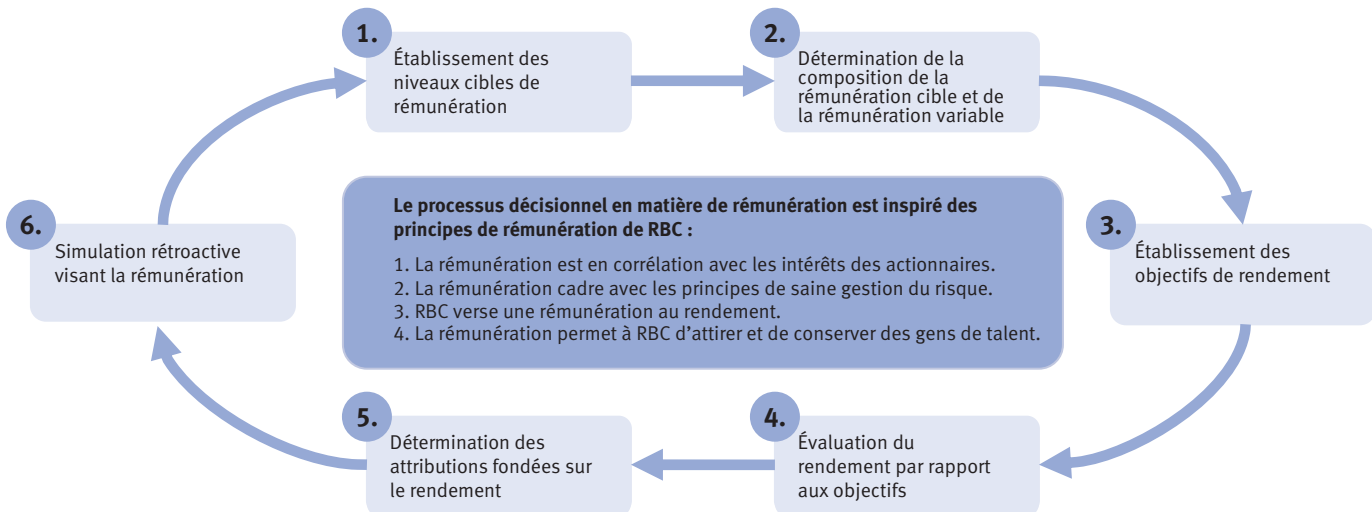 1.
Établissement des
niveaux cibles de
rémunération
2.
Détermination de la
composition de la
rémunération cible et de
la rémunération variable
3.
Établissement des
objectifs de rendement
4.
Évaluation du
rendement par rapport
aux objectifs
5.
Détermination des
attributions fondées sur
le rendement
6.
Simulation rétroactive
visant la rémunération
Le processus décisionnel en matière de rémunération est inspiré des
principes de rémunération de RBC :
1. La rémunération est en corrélation avec les intérêts des actionnaires.
2. La rémunération cadre avec les principes de saine gestion du risque.
3. RBC verse une rémunération au rendement.
4. La rémunération permet à RBC d’attirer et de conserver des gens de talent.